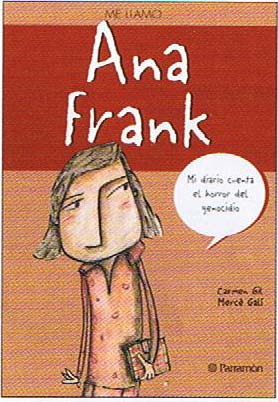 ME LLAMO
Ana
Frank
Mi diario cuenta
el horror del
genocidio
Carmen Gil
Mercè Galí
Parramón